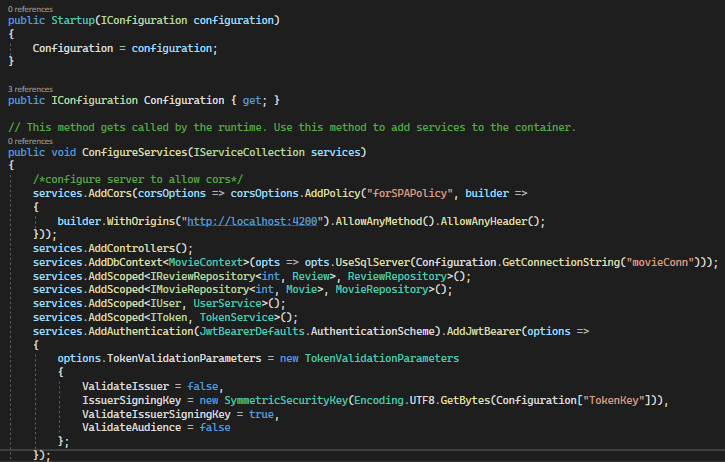 0 references
public Startup(IConfiguration configuration)
{
Configuration = configuration;
}
3 references
public IConfiguration Configuration { get; }
// This method gets called by the runtime. Use this method to add services to the container.
0 references
public void ConfigureServices(IServiceCollection services)
{
/*configure server to allow cors*/
services.AddCors(corsOptions => corsOptions.AddPolicy("forSPAPolicy", builder =>
{
builder.WithOrigins("http://localhost:4200").AllowAnyMethod().AllowAnyHeader();
}));
services.AddControllers();
services.AddDbContext<MovieContext>(opts => opts.UseSqlServer(Configuration.GetConnectionString("movieConn")));
services.AddScoped<IReviewRepository<int, Review>, ReviewRepository>();
services.AddScoped<IMovieRepository<int, Movie>, MovieRepository>();
services.AddScoped<IUser, UserService>();
services.AddScoped<IToken, TokenService>();
services.AddAuthentication(JwtBearerDefaults.AuthenticationScheme).AddJwtBearer(options =>
{
options.TokenValidationParameters = new TokenValidationParameters
{
ValidateIssuer = false,
IssuerSigningKey = new SymmetricSecurityKey(Encoding.UTF8.GetBytes(Configuration["TokenKey"])),
ValidateIssuerSigningKey = true,
ValidateAudience = false
};
});